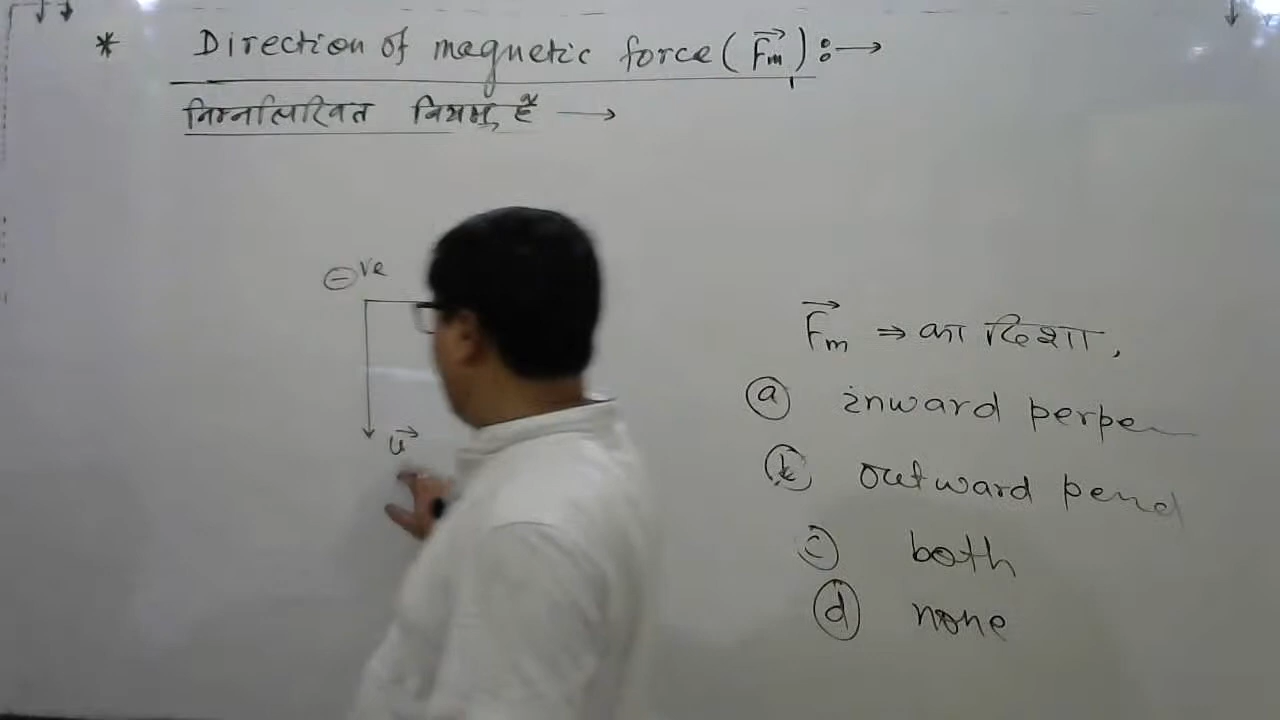 * Direction of magnetic force (F⃗m) :→
निम्नलिखित नियम हैं →
⊖ve
u⃗
F⃗m ⇒ का दिशा,
(a) inward perpen
(b) outward pend
(c) both
(d) none